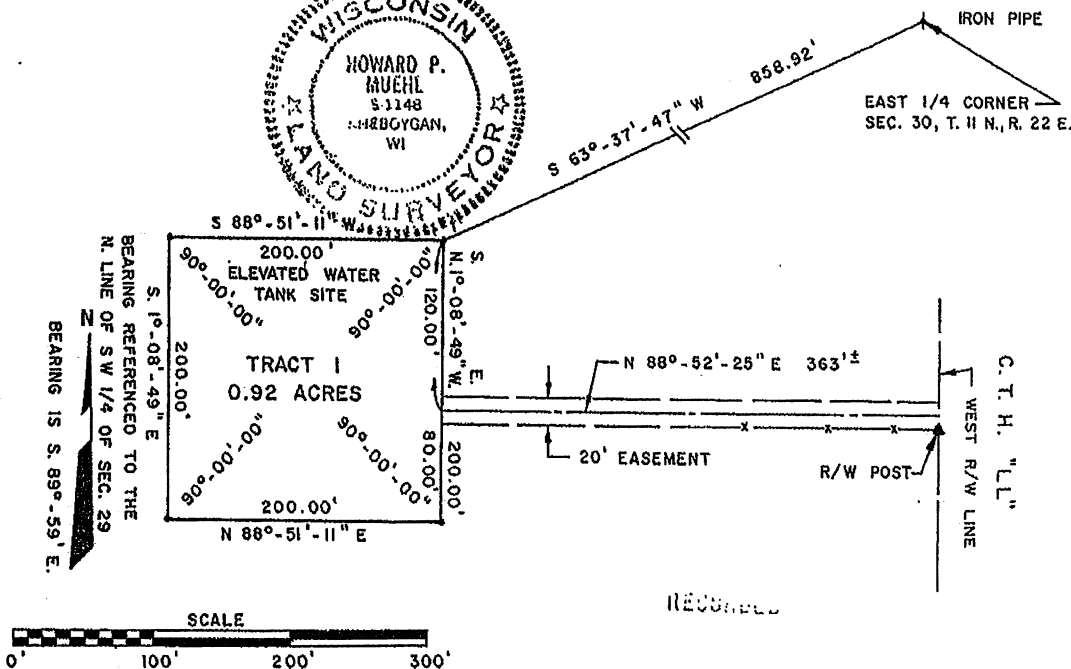 WISCONSIN
HOWARD P.
MUEHL
S-1148
SHEBOYGAN,
WI
LAND SURVEYOR
IRON PIPE
858.92'
S 63°-37'-47" W
EAST 1/4 CORNER
SEC. 30, T. 11 N., R. 22 E.
S 88°-51'-11" W
200.00'
ELEVATED WATER
TANK SITE
90°-00'-00"
90°-00'-00"
TRACT 1
0.92 ACRES
90°-00'-00"
90°-00'-00"
200.00'
N 88°-51'-11" E
S. 1°-08'-49" E
200.00'
S. E.
N. 1°-08'-49" W.
120.00'
80.00'
200.00'
BEARING REFERENCED TO THE
N. LINE OF SW 1/4 OF SEC. 29
N
BEARING IS S. 89°-59' E.
N 88°-52'-25" E 363'±
20' EASEMENT
R/W POST
WEST R/W LINE
C. T. H. "LL"
SCALE
0' 100' 200' 300'